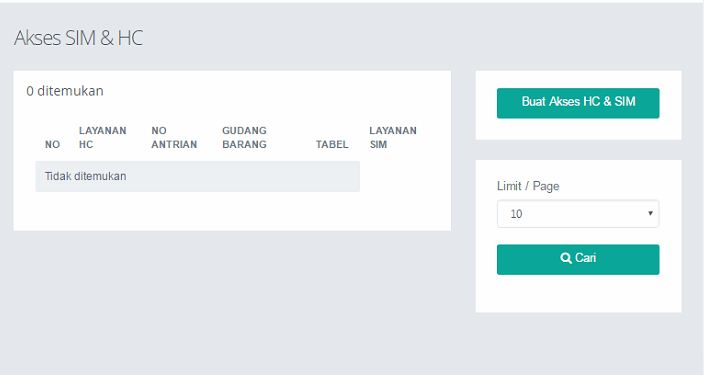 Akses SIM & HC
0 ditemukan
NO LAYANAN HC NO ANTRIAN GUDANG BARANG TABEL LAYANAN SIM
Tidak ditemukan
Buat Akses HC & SIM
Limit / Page
10
Cari